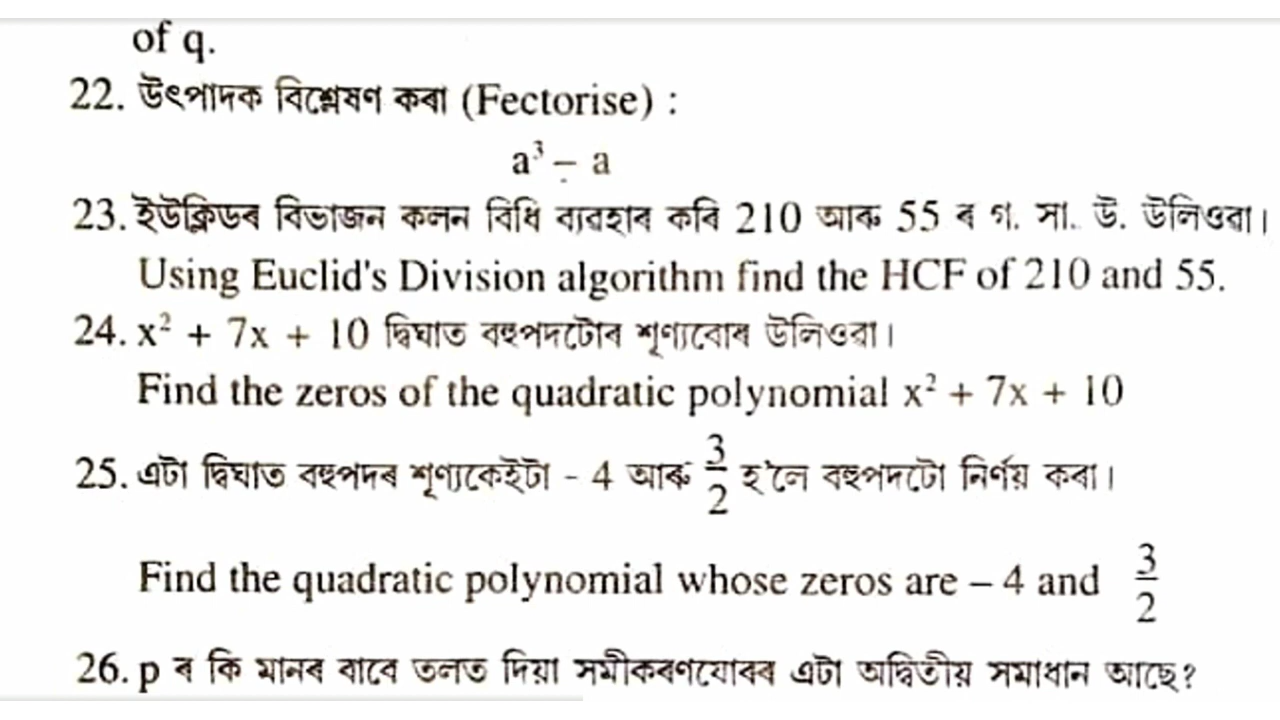 of q.
22. উৎপাদক বিশ্লেষণ কৰা (Fectorise) :
a³ – a
23. ইউক্লিডৰ বিভাজন কলন বিধি ব্যৱহাৰ কৰি 210 আৰু 55 ৰ গ. সা. উ. উলিওৱা।
Using Euclid's Division algorithm find the HCF of 210 and 55.
24. x² + 7x + 10 দ্বিঘাত বহুপদটোৰ শূণ্যবোৰ উলিওৱা।
Find the zeros of the quadratic polynomial x² + 7x + 10
25. এটা দ্বিঘাত বহুপদৰ শূণ্যকেইটা - 4 আৰু 3/2 হ'লে বহুপদটো নিৰ্ণয় কৰা।
Find the quadratic polynomial whose zeros are – 4 and 3/2
26. p ৰ কি মানৰ বাবে তলত দিয়া সমীকৰণযোৰৰ এটা অদ্বিতীয় সমাধান আছে?